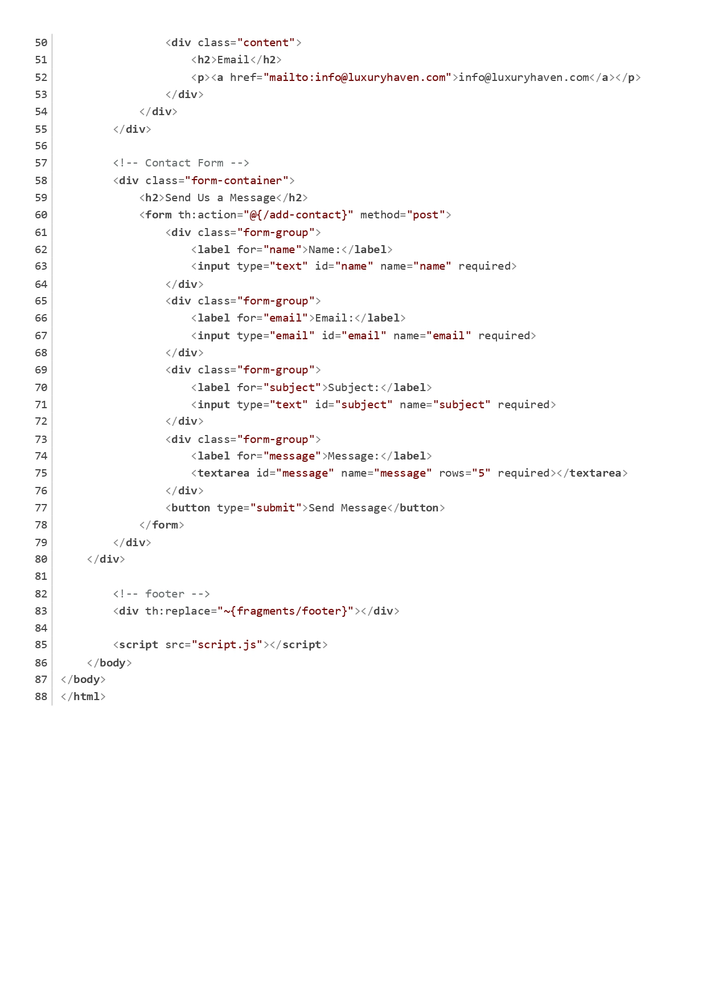 50                 <div class="content">
51                     <h2>Email</h2>
52                     <p><a href="mailto:info@luxuryhaven.com">info@luxuryhaven.com</a></p>
53                 </div>
54             </div>
55         </div>
56
57         <!-- Contact Form -->
58         <div class="form-container">
59             <h2>Send Us a Message</h2>
60             <form th:action="@{/add-contact}" method="post">
61                 <div class="form-group">
62                     <label for="name">Name:</label>
63                     <input type="text" id="name" name="name" required>
64                 </div>
65                 <div class="form-group">
66                     <label for="email">Email:</label>
67                     <input type="email" id="email" name="email" required>
68                 </div>
69                 <div class="form-group">
70                     <label for="subject">Subject:</label>
71                     <input type="text" id="subject" name="subject" required>
72                 </div>
73                 <div class="form-group">
74                     <label for="message">Message:</label>
75                     <textarea id="message" name="message" rows="5" required></textarea>
76                 </div>
77                 <button type="submit">Send Message</button>
78             </form>
79         </div>
80     </div>
81
82         <!-- footer -->
83         <div th:replace="~{fragments/footer}"></div>
84
85         <script src="script.js"></script>
86     </body>
87 </body>
88 </html>